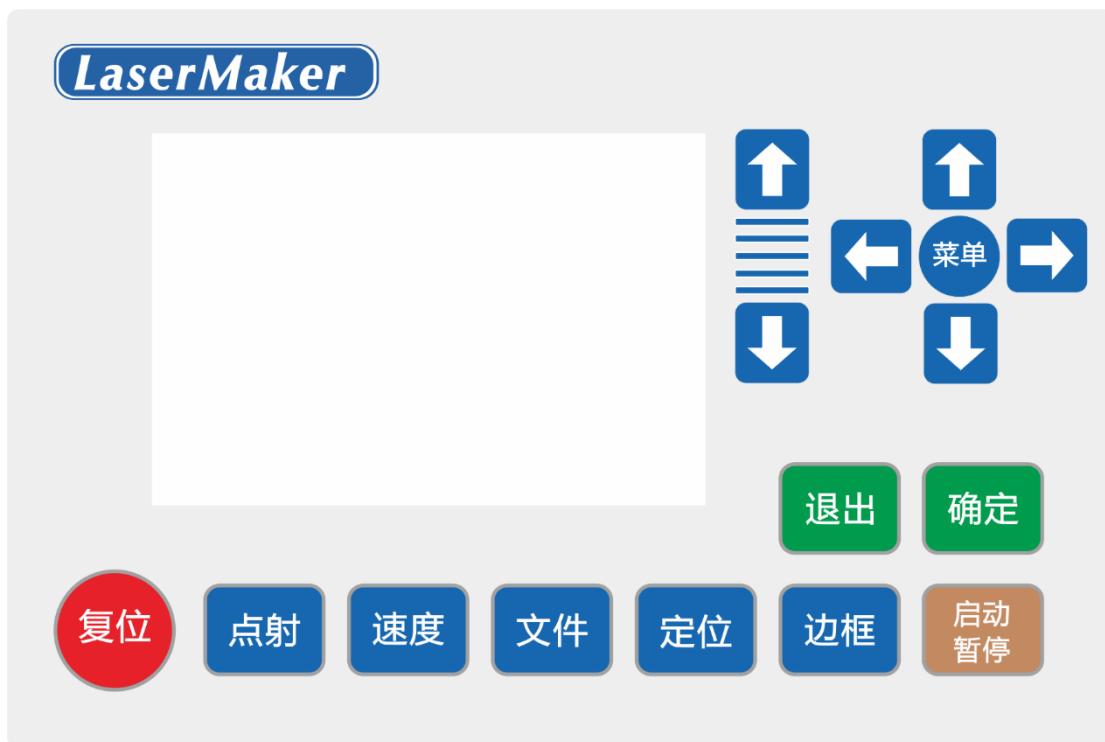 LaserMaker
菜单
退出
确定
复位
点射
速度
文件
定位
边框
启动
暂停